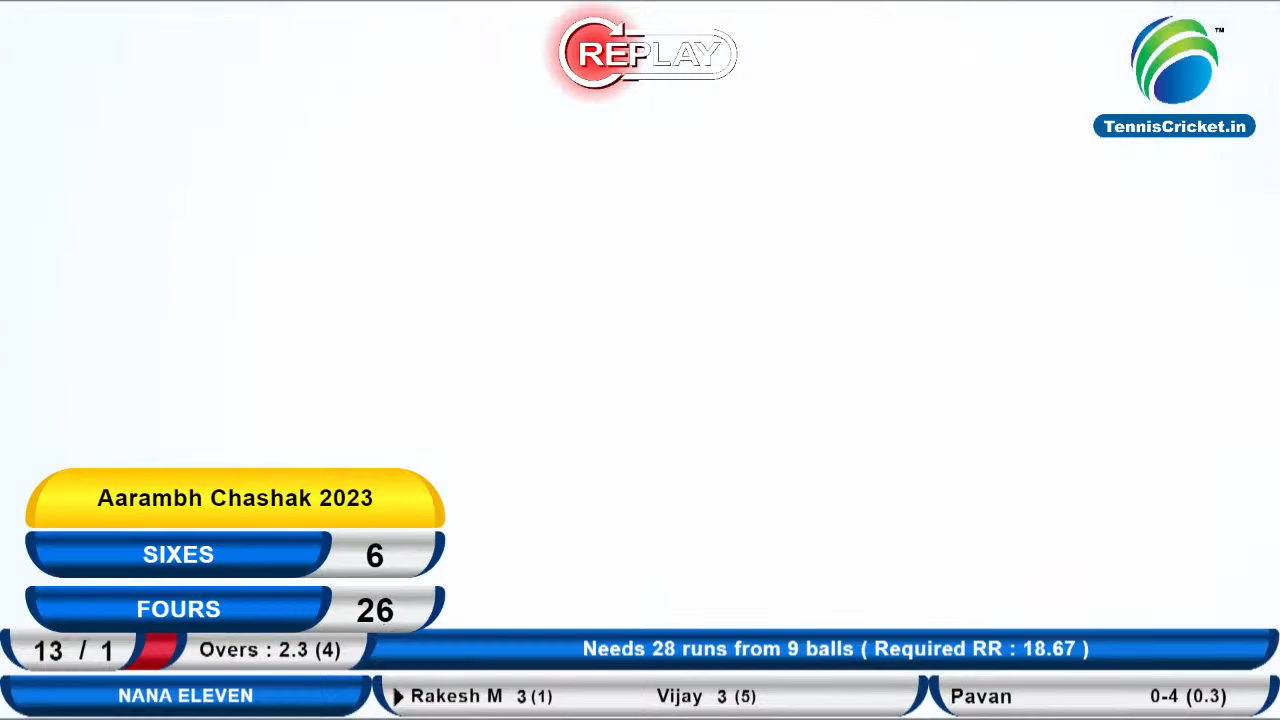 REPLAY
TM
TennisCricket.in
Aarambh Chashak 2023
SIXES 6
FOURS 26
13 / 1 Overs : 2.3 (4) Needs 28 runs from 9 balls ( Required RR : 18.67 )
NANA ELEVEN Rakesh M 3 (1) Vijay 3 (5) Pavan 0-4 (0.3)